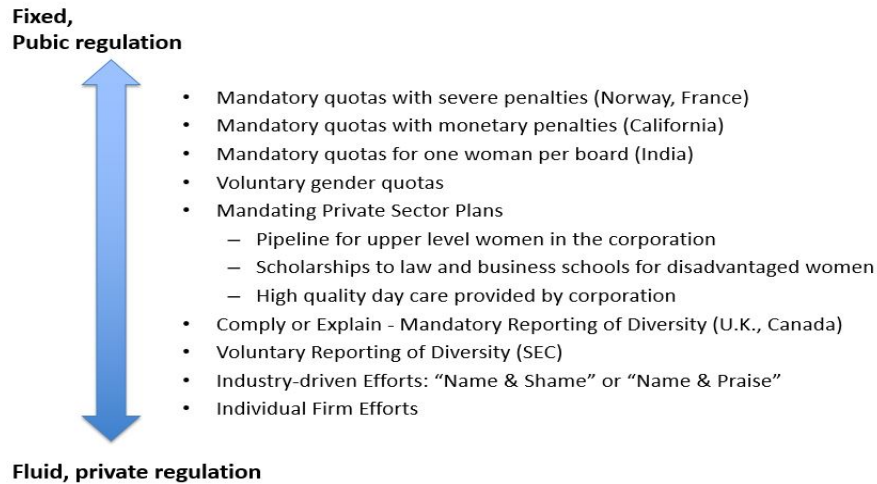 Fixed,
Pubic regulation
• Mandatory quotas with severe penalties (Norway, France)
• Mandatory quotas with monetary penalties (California)
• Mandatory quotas for one woman per board (India)
• Voluntary gender quotas
• Mandating Private Sector Plans
– Pipeline for upper level women in the corporation
– Scholarships to law and business schools for disadvantaged women
– High quality day care provided by corporation
• Comply or Explain - Mandatory Reporting of Diversity (U.K., Canada)
• Voluntary Reporting of Diversity (SEC)
• Industry-driven Efforts: “Name & Shame” or “Name & Praise”
• Individual Firm Efforts
Fluid, private regulation